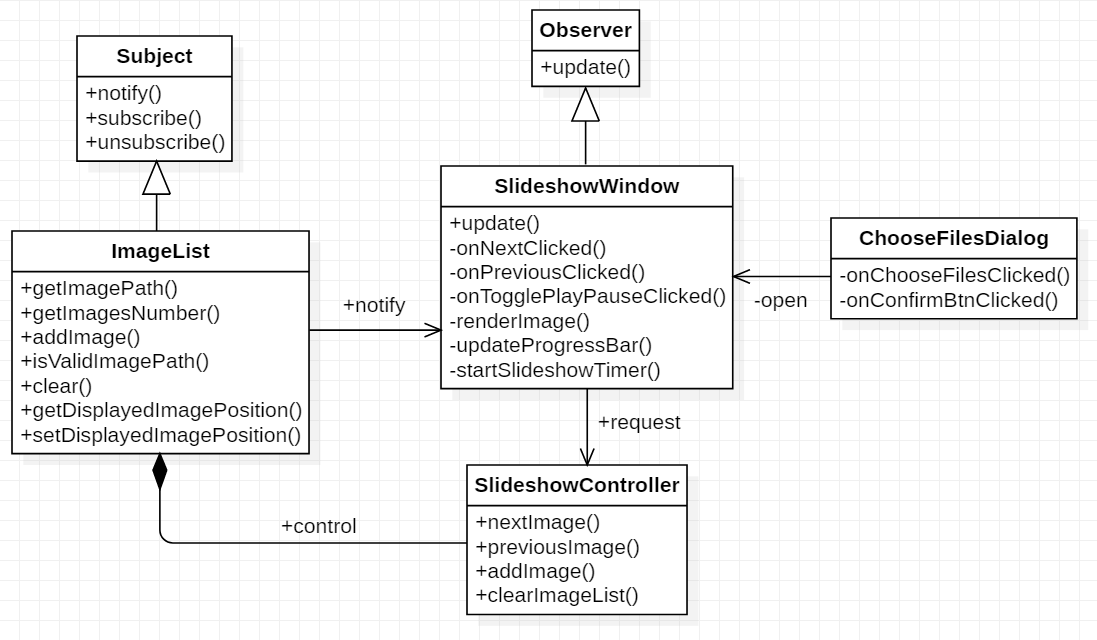 Subject
+notify()
+subscribe()
+unsubscribe()
Observer
+update()
ImageList
+getImagePath()
+getImagesNumber()
+addImage()
+isValidImagePath()
+clear()
+getDisplayedImagePosition()
+setDisplayedImagePosition()
+notify
SlideshowWindow
+update()
-onNextClicked()
-onPreviousClicked()
-onTogglePlayPauseClicked()
-renderImage()
-updateProgressBar()
-startSlideshowTimer()
-open
ChooseFilesDialog
-onChooseFilesClicked()
-onConfirmBtnClicked()
+request
+control
SlideshowController
+nextImage()
+previousImage()
+addImage()
+clearImageList()